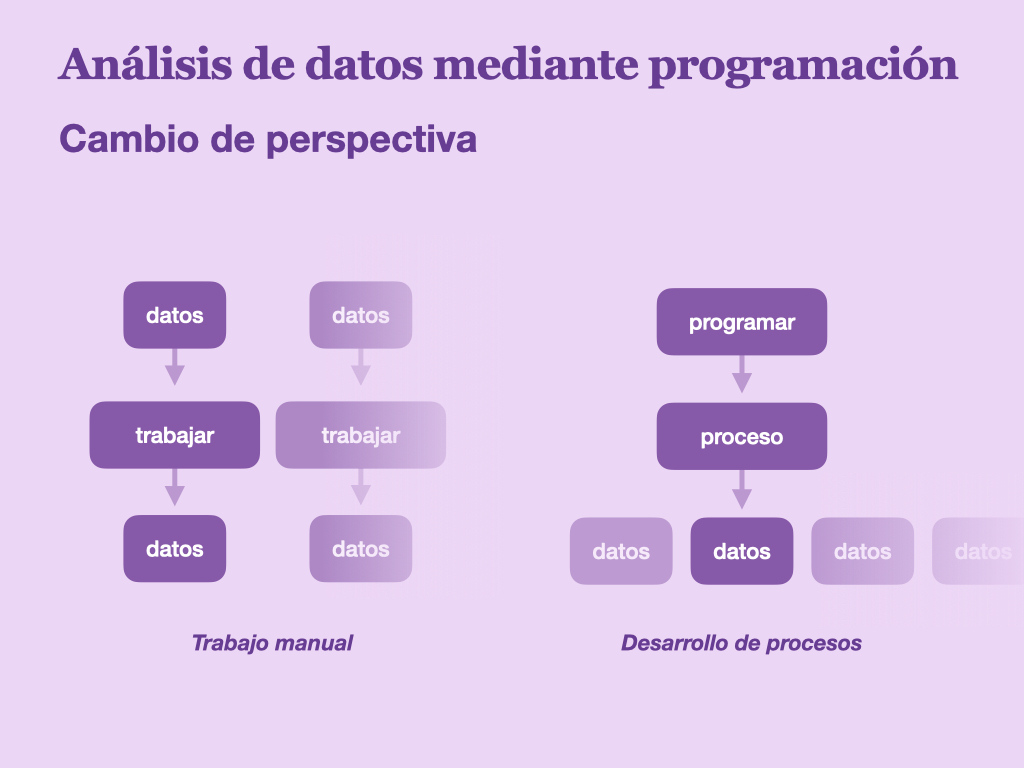 Análisis de datos mediante programación
Cambio de perspectiva
datos
datos
trabajar
trabajar
datos
datos
Trabajo manual
programar
proceso
datos
datos
datos
datos
Desarrollo de procesos